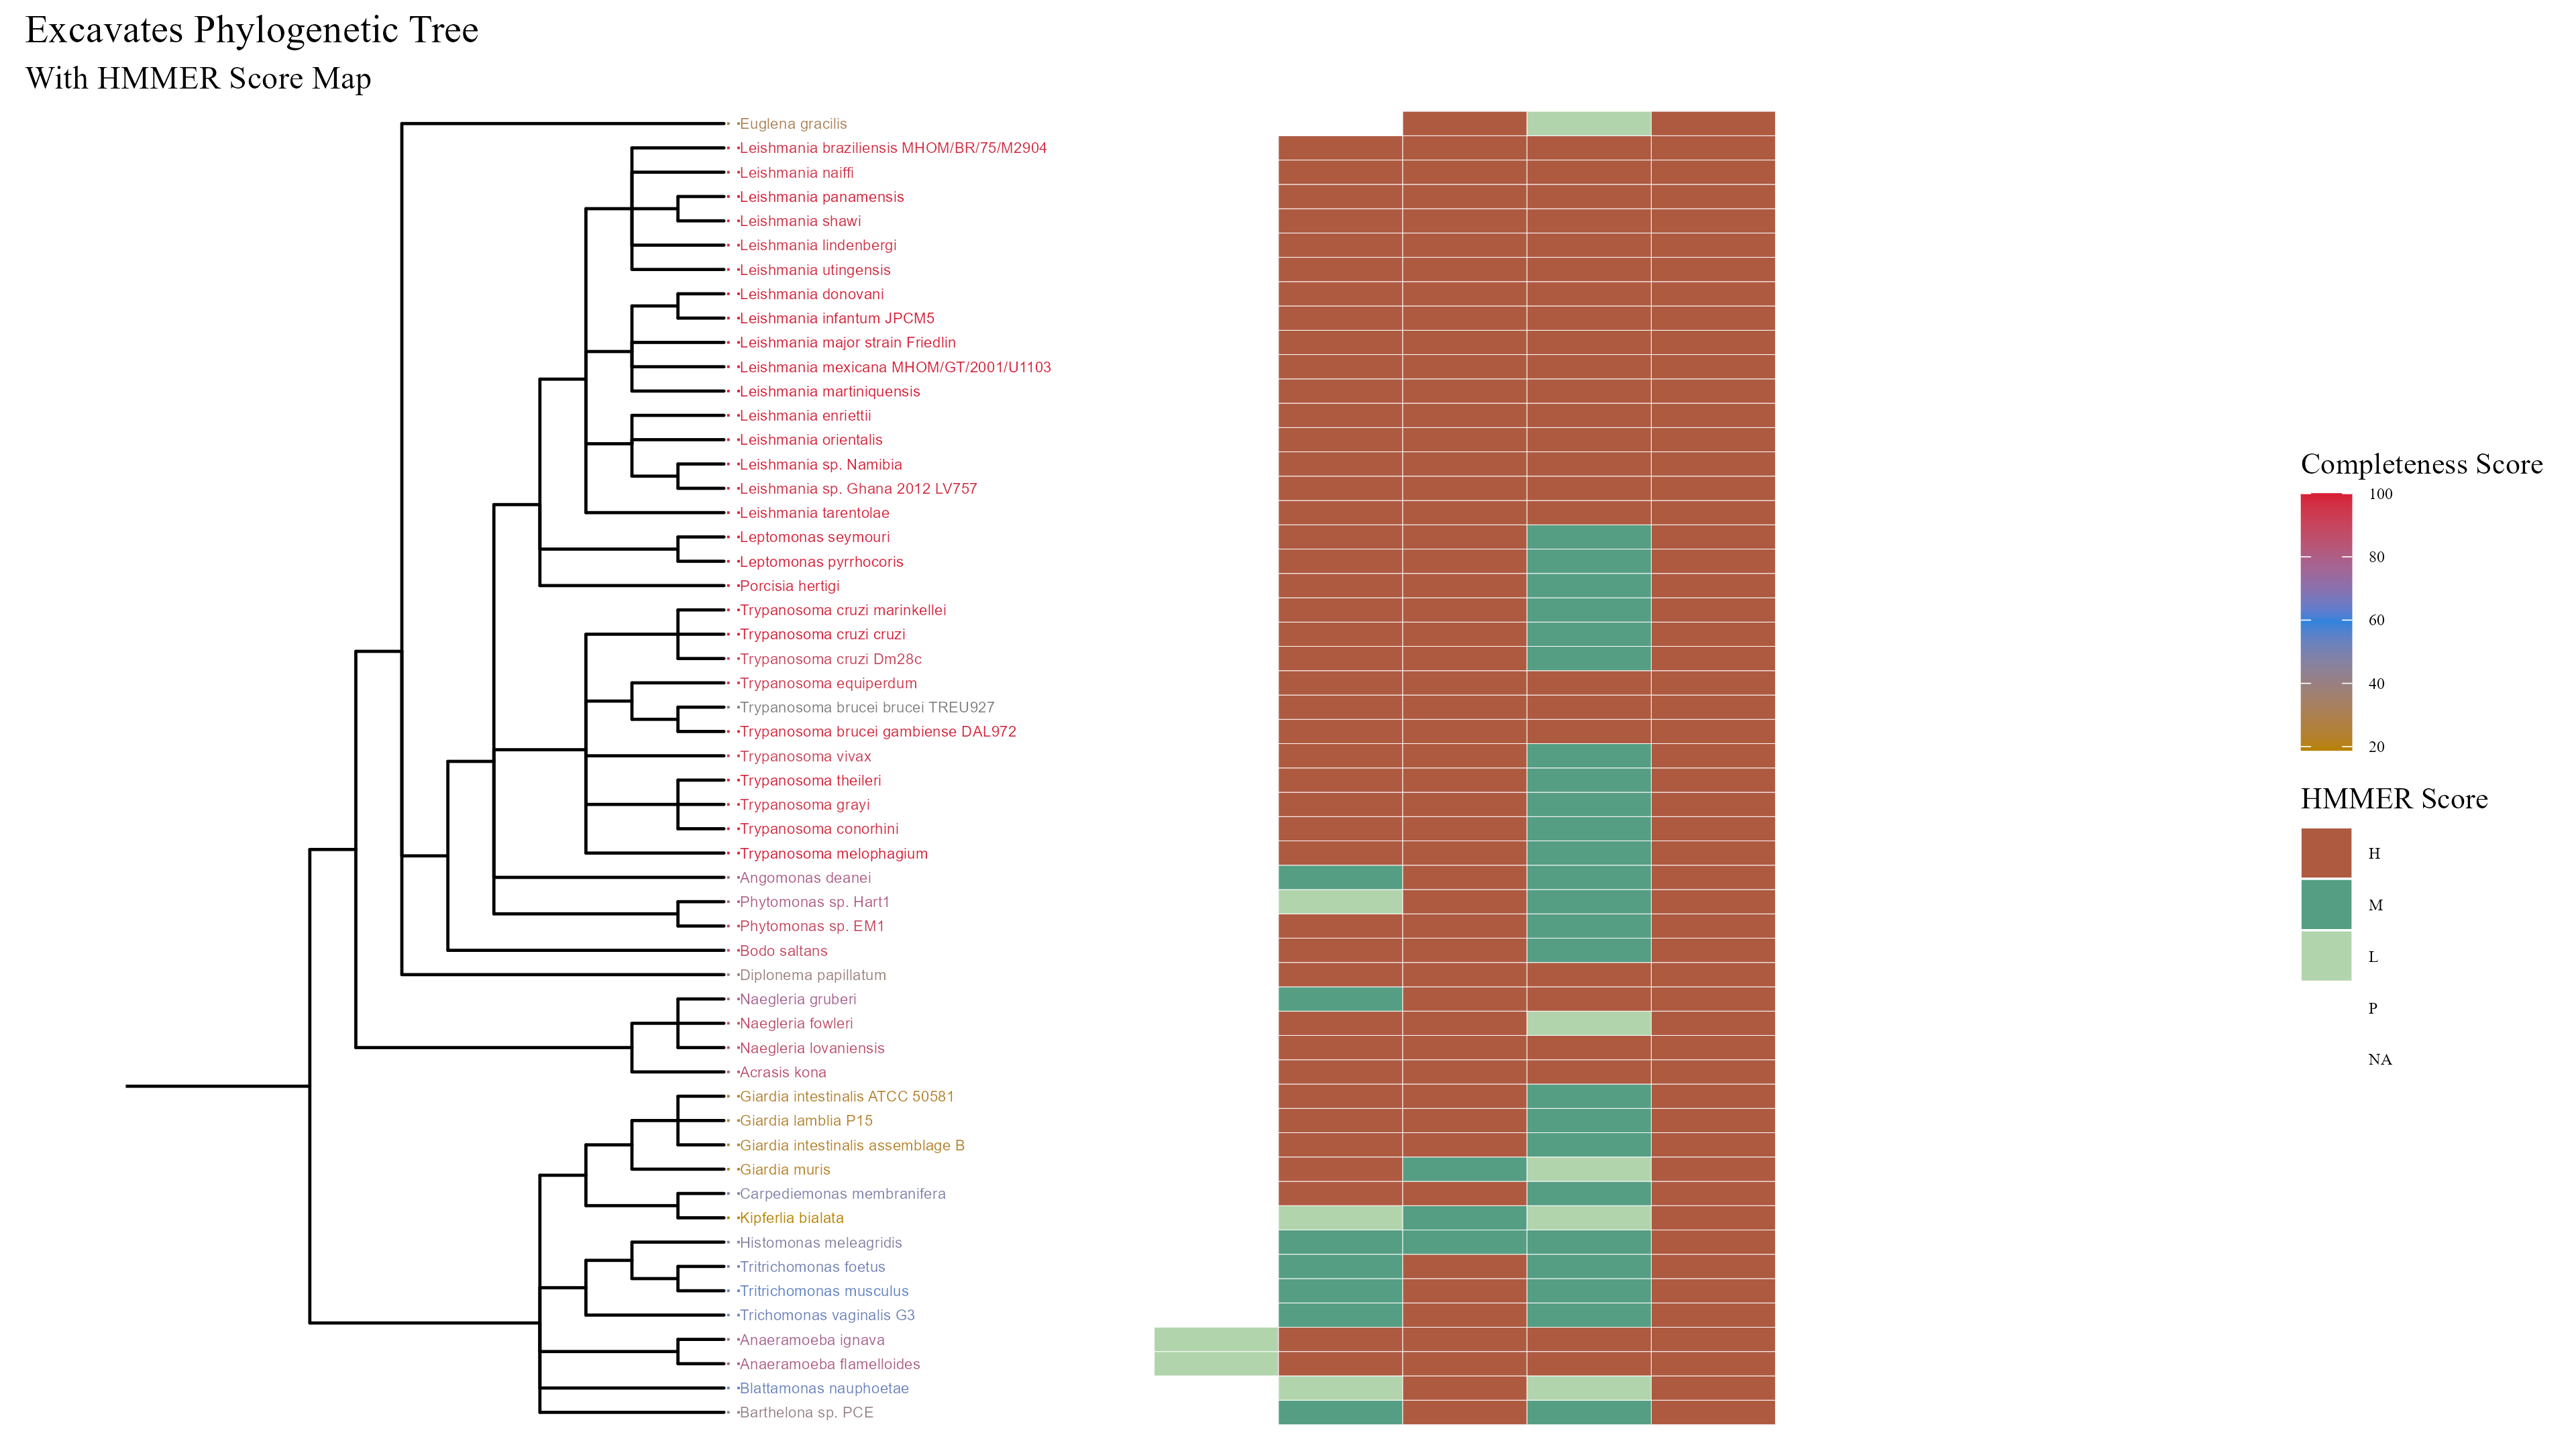 Excavates Phylogenetic Tree
With HMMER Score Map
Euglena gracilis
Leishmania braziliensis MHOM/BR/75/M2904
Leishmania naiffi
Leishmania panamensis
Leishmania shawi
Leishmania lindenbergi
Leishmania utingensis
Leishmania donovani
Leishmania infantum JPCM5
Leishmania major strain Friedlin
Leishmania mexicana MHOM/GT/2001/U1103
Leishmania martiniquensis
Leishmania enriettii
Leishmania orientalis
Leishmania sp. Namibia
Leishmania sp. Ghana 2012 LV757
Leishmania tarentolae
Leptomonas seymouri
Leptomonas pyrrhocoris
Porcisia hertigi
Trypanosoma cruzi marinkellei
Trypanosoma cruzi cruzi
Trypanosoma cruzi Dm28c
Trypanosoma equiperdum
Trypanosoma brucei brucei TREU927
Trypanosoma brucei gambiense DAL972
Trypanosoma vivax
Trypanosoma theileri
Trypanosoma grayi
Trypanosoma conorhini
Trypanosoma melophagium
Angomonas deanei
Phytomonas sp. Hart1
Phytomonas sp. EM1
Bodo saltans
Diplonema papillatum
Naegleria gruberi
Naegleria fowleri
Naegleria lovaniensis
Acrasis kona
Giardia intestinalis ATCC 50581
Giardia lamblia P15
Giardia intestinalis assemblage B
Giardia muris
Carpediemonas membranifera
Kipferlia bialata
Histomonas meleagridis
Tritrichomonas foetus
Tritrichomonas musculus
Trichomonas vaginalis G3
Anaeramoeba ignava
Anaeramoeba flamelloides
Blattamonas nauphoetae
Barthelona sp. PCE
Completeness Score
100
80
60
40
20
HMMER Score
H
M
L
P
NA